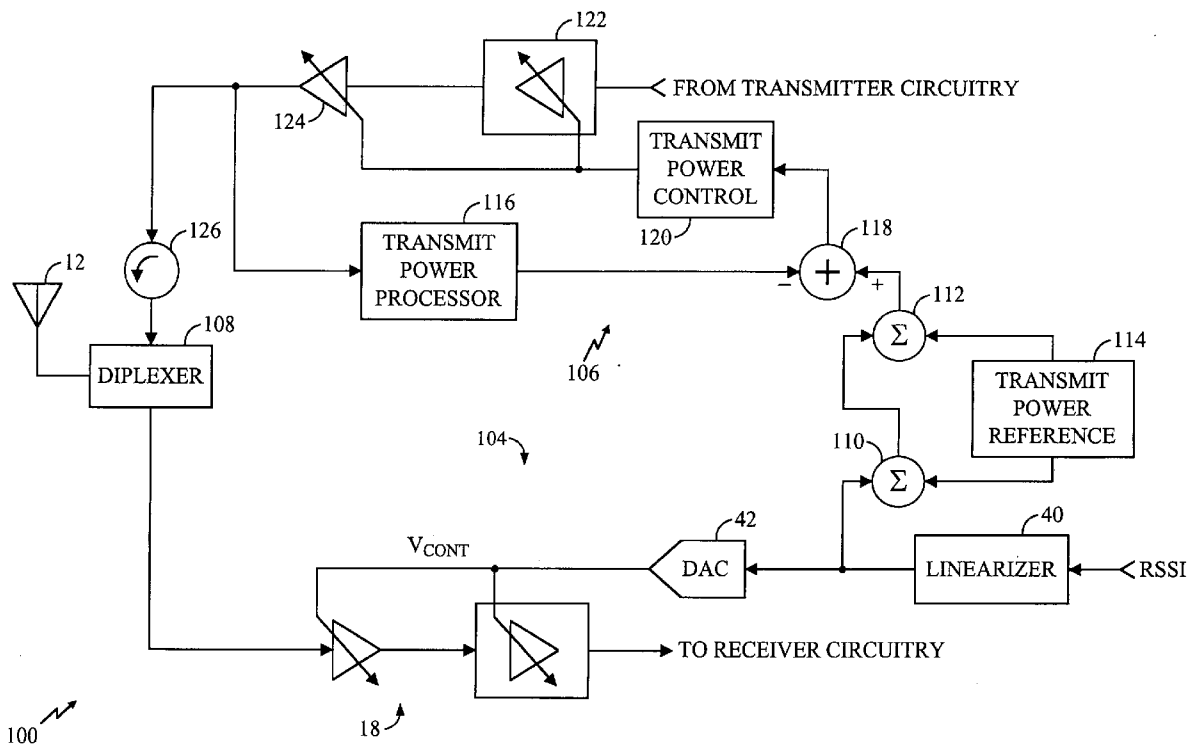 122
FROM TRANSMITTER CIRCUITRY
124
TRANSMIT
POWER
CONTROL
120
116
TRANSMIT
POWER
PROCESSOR
118
+
−
+
126
12
108
DIPLEXER
112
Σ
114
TRANSMIT
POWER
REFERENCE
106
104
110
Σ
42
DAC
40
LINEARIZER
RSSI
VCONT
TO RECEIVER CIRCUITRY
18
100